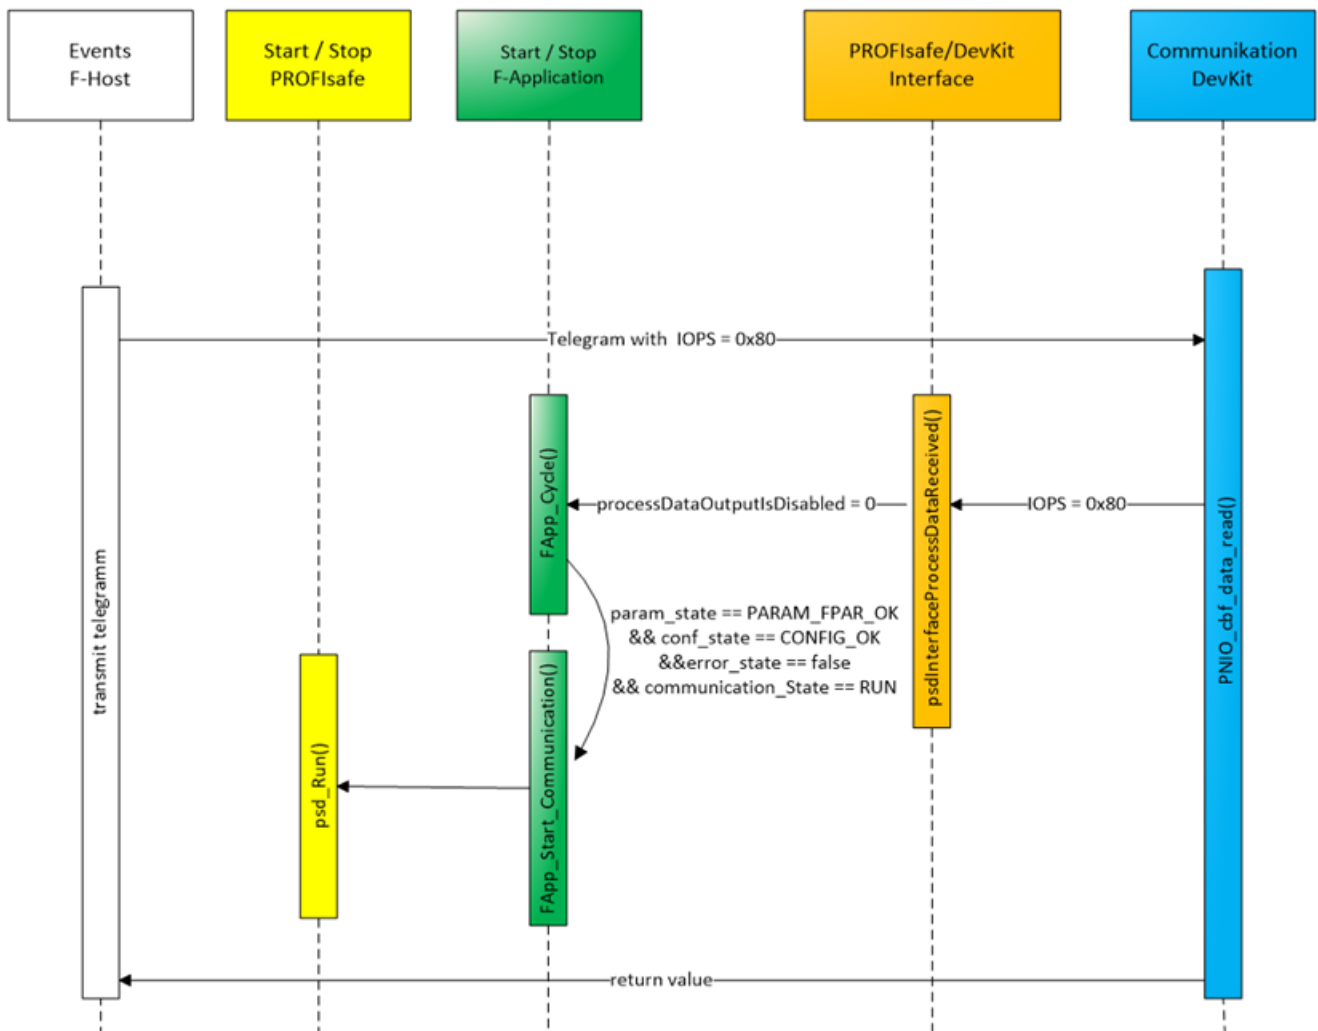 Events
F-Host
Start / Stop
PROFIsafe
Start / Stop
F-Application
PROFIsafe/DevKit
Interface
Communikation
DevKit
Telegram with  IOPS = 0x80
FApp_Cycle()
psdInterfaceProcessDataReceived()
processDataOutputIsDisabled = 0
IOPS = 0x80
PNIO_cbf_data_read()
transmit telegramm
param_state == PARAM_FPAR_OK
&& conf_state == CONFIG_OK
&&error_state == false
&& communication_State == RUN
psd_Run()
FApp_Start_Communication()
return value